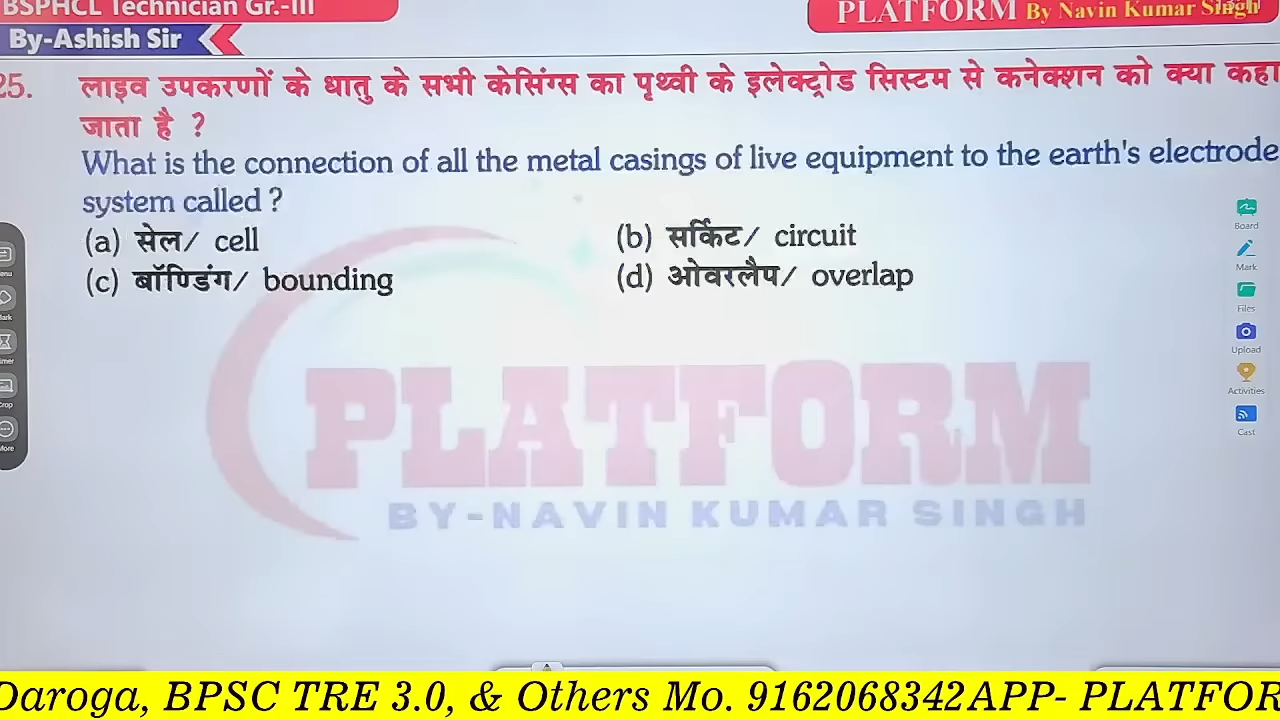 BSPHCL Technician Gr.-III
PLATFORM By Navin Kumar Singh
By-Ashish Sir
25. लाइव उपकरणों के धातु के सभी केसिंग्स का पृथ्वी के इलेक्ट्रोड सिस्टम से कनेक्शन को क्या कहा
जाता है ?
What is the connection of all the metal casings of live equipment to the earth's electrode
system called ?
(a) सेल/ cell (b) सर्किट/ circuit
(c) बॉण्डिंग/ bounding (d) ओवरलैप/ overlap
Board
Mark
Files
Upload
Activities
Cast
PLATFORM
BY-NAVIN KUMAR SINGH
Daroga, BPSC TRE 3.0, & Others Mo. 9162068342APP- PLATFOR